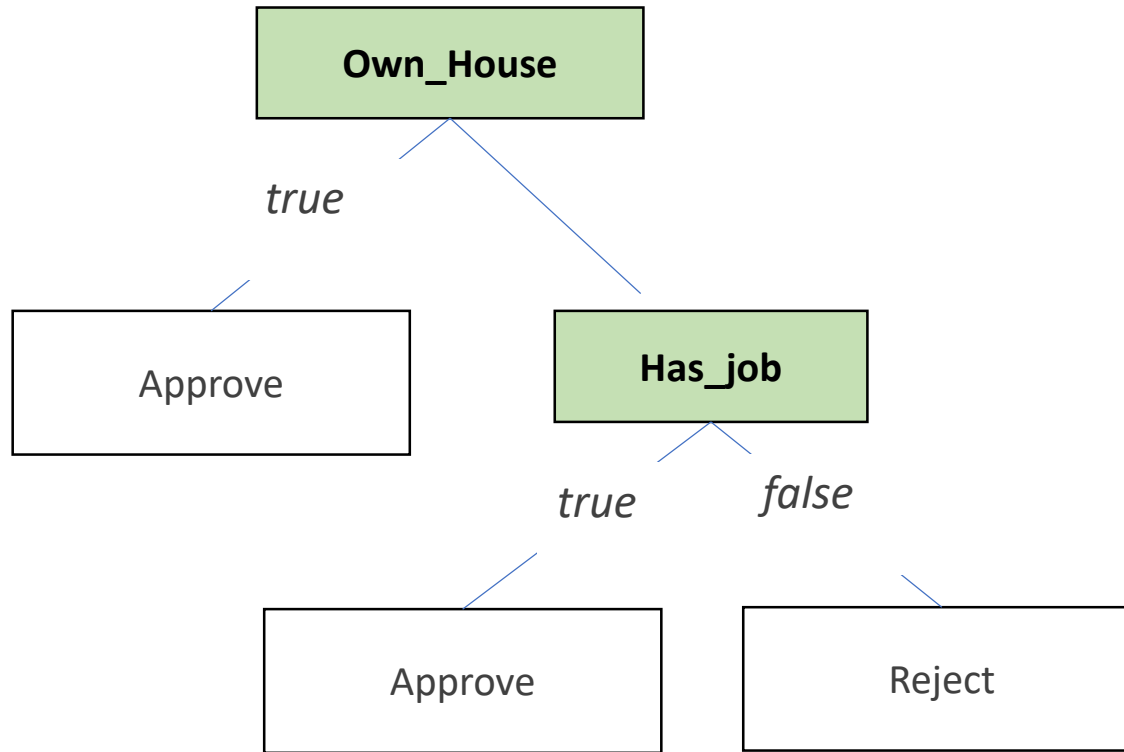 Own_House
true
Approve
Has_job
true
false
Approve
Reject